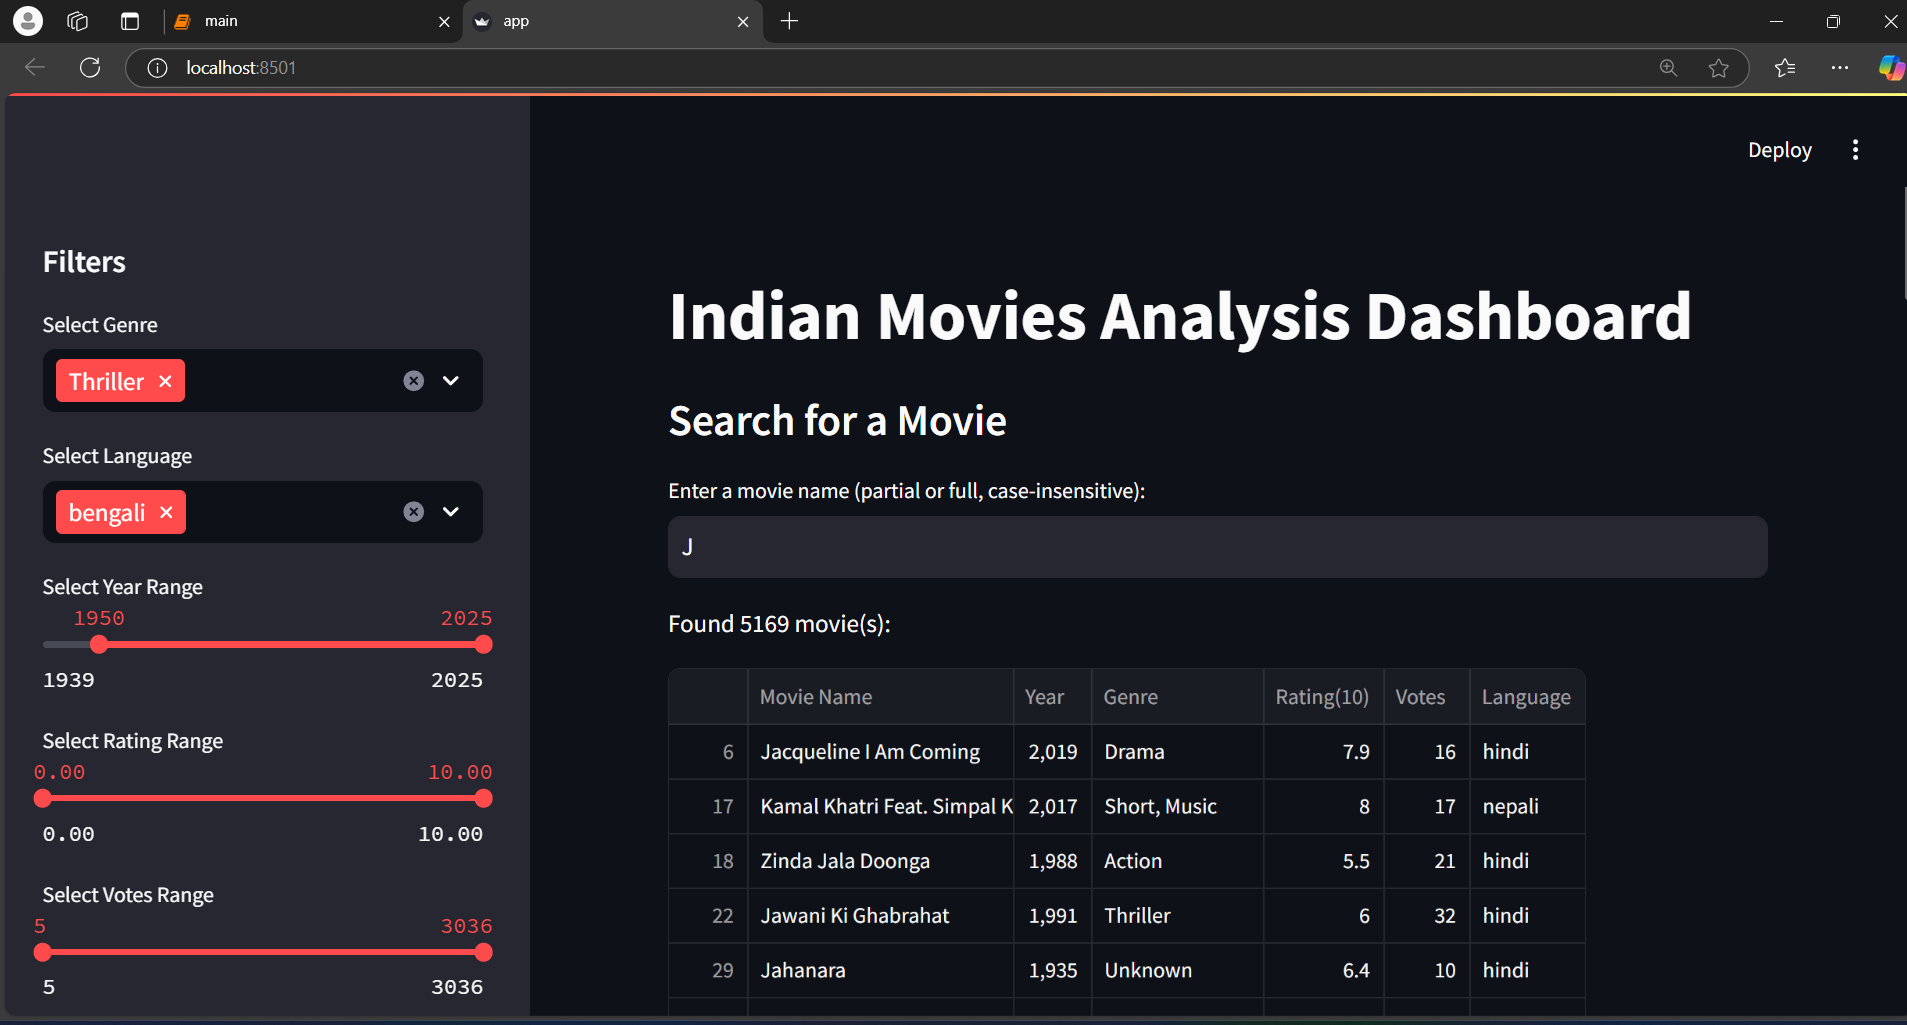 main
app
localhost:8501
Deploy
Filters
Select Genre
Thriller
Select Language
bengali
Select Year Range
1950 2025
1939 2025
Select Rating Range
0.00 10.00
0.00 10.00
Select Votes Range
5 3036
5 3036
Indian Movies Analysis Dashboard
Search for a Movie
Enter a movie name (partial or full, case-insensitive):
J
Found 5169 movie(s):
Movie Name Year Genre Rating(10) Votes Language
6 Jacqueline I Am Coming 2,019 Drama 7.9 16 hindi
17 Kamal Khatri Feat. Simpal K 2,017 Short, Music 8 17 nepali
18 Zinda Jala Doonga 1,988 Action 5.5 21 hindi
22 Jawani Ki Ghabrahat 1,991 Thriller 6 32 hindi
29 Jahanara 1,935 Unknown 6.4 10 hindi